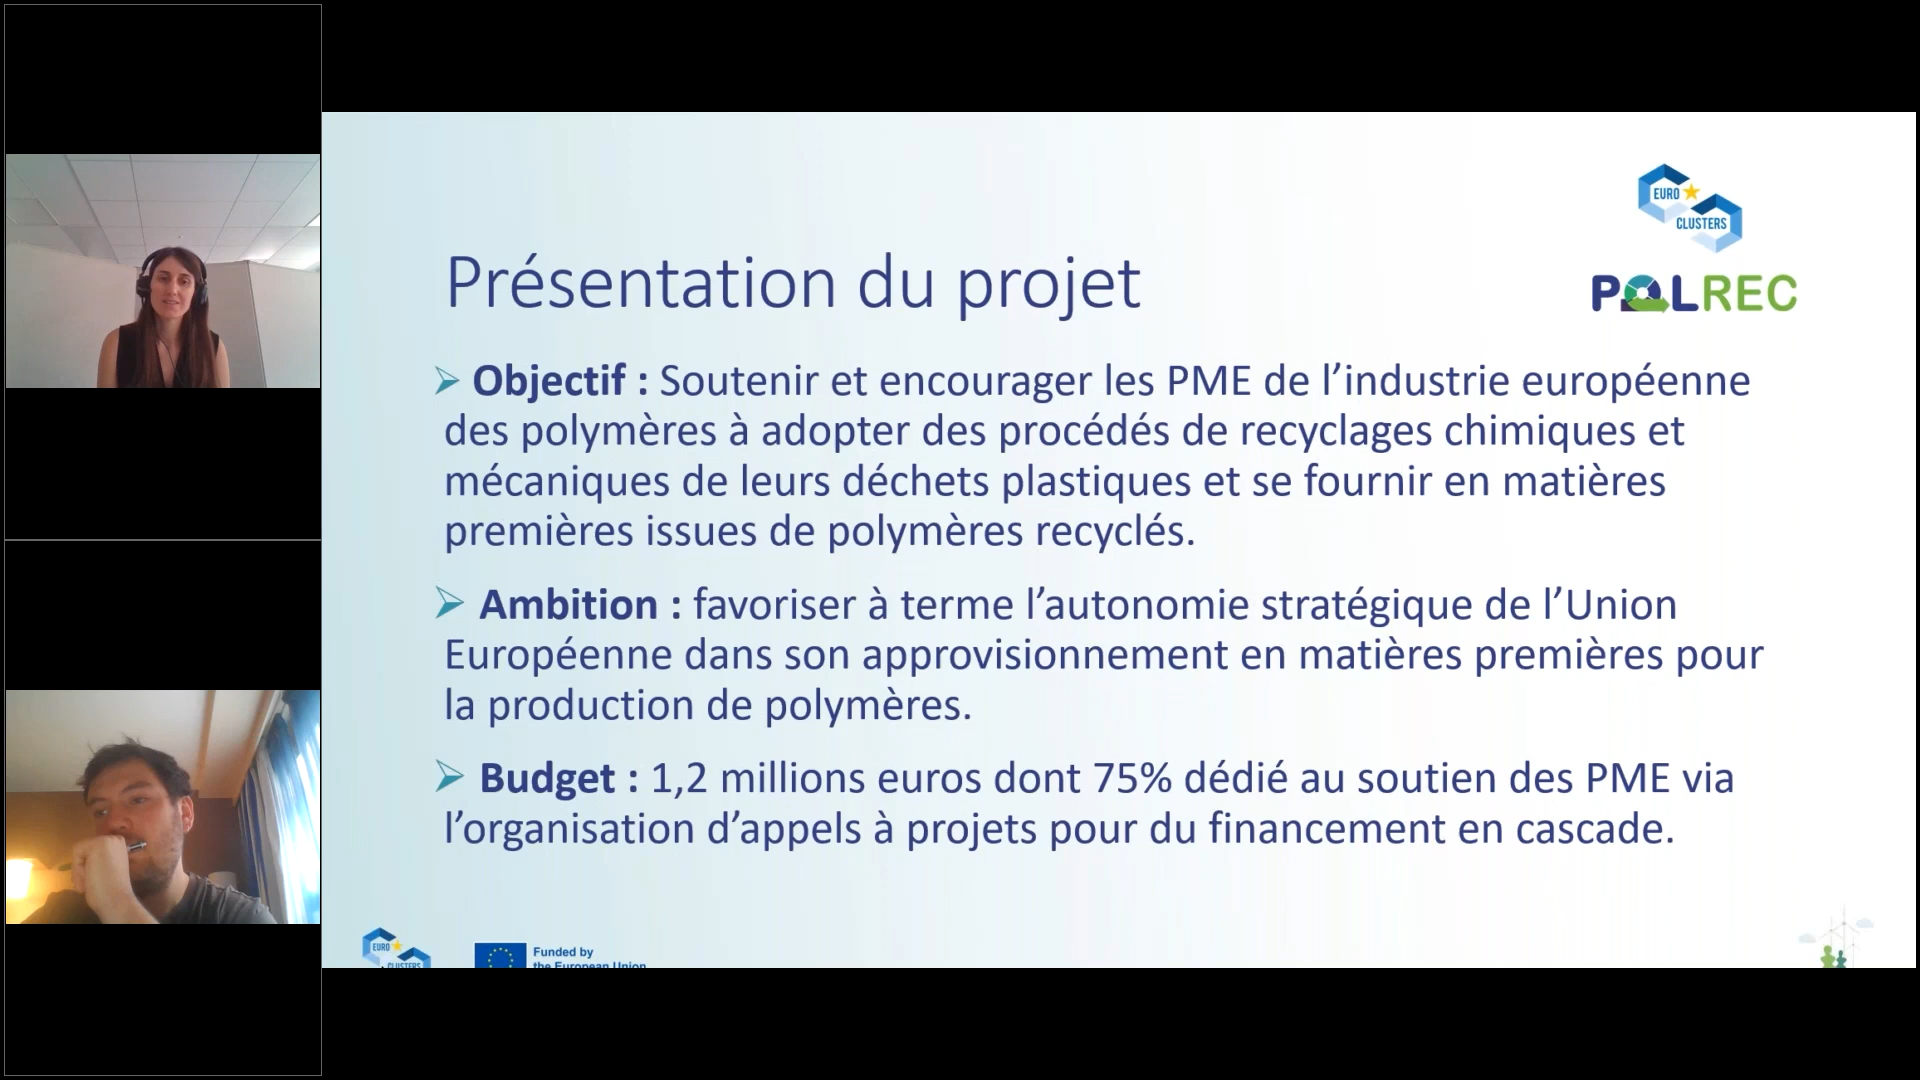 EURO
CLUSTERS
POLREC
Présentation du projet
Objectif : Soutenir et encourager les PME de l’industrie européenne
des polymères à adopter des procédés de recyclages chimiques et
mécaniques de leurs déchets plastiques et se fournir en matières
premières issues de polymères recyclés.
Ambition : favoriser à terme l’autonomie stratégique de l’Union
Européenne dans son approvisionnement en matières premières pour
la production de polymères.
Budget : 1,2 millions euros dont 75% dédié au soutien des PME via
l’organisation d’appels à projets pour du financement en cascade.
EURO
CLUSTERS
Funded by
the European Union